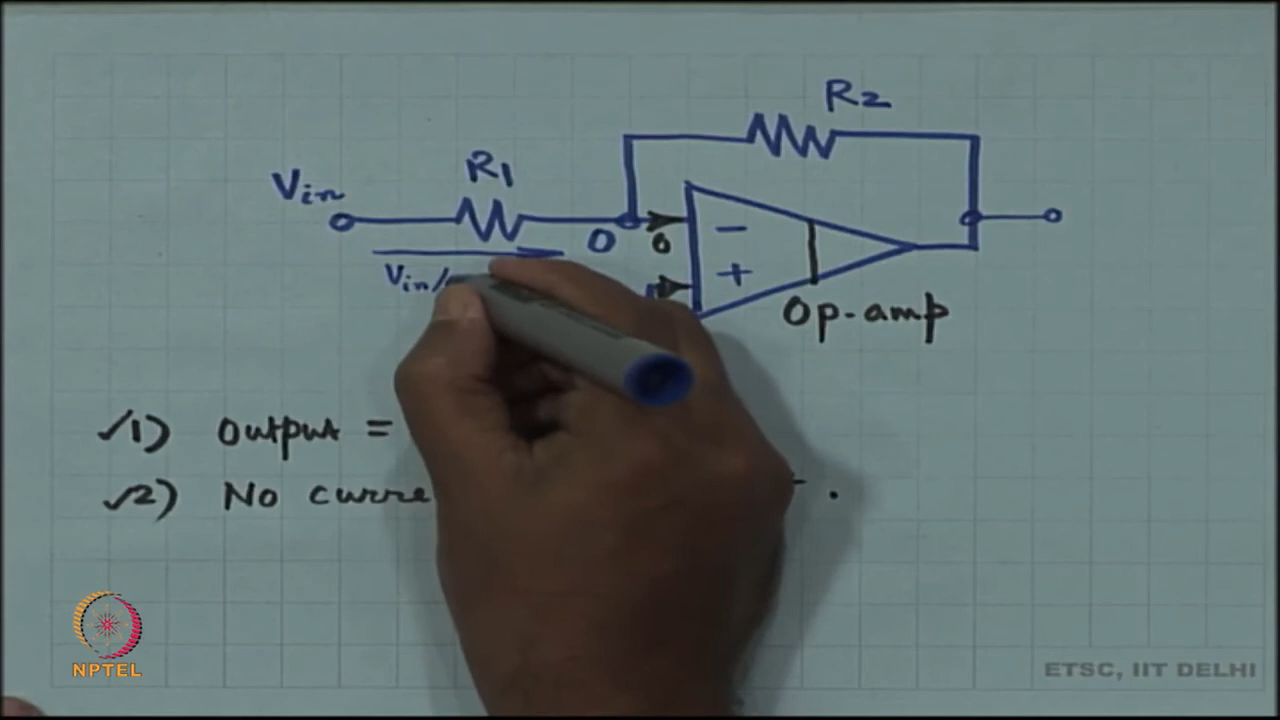 R2
R1
Vin
0 0 −
Vin/
+
Op-amp
✓1) Output =
✓2) No curre
NPTEL
ETSC, IIT DELHI